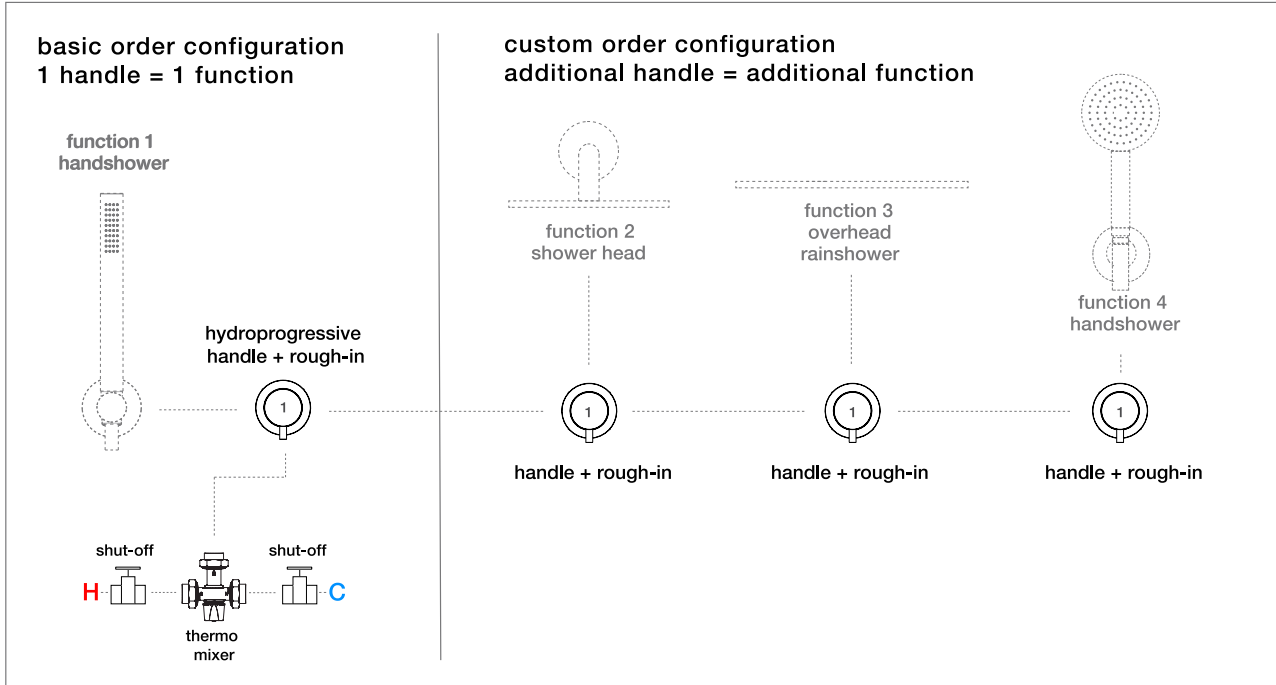 basic order configuration
1 handle = 1 function
function 1
handshower
hydroprogressive
handle + rough-in
1
shut-off
shut-off
H
C
thermo
mixer
custom order configuration
additional handle = additional function
function 2
shower head
function 3
overhead
rainshower
function 4
handshower
1
1
1
handle + rough-in
handle + rough-in
handle + rough-in